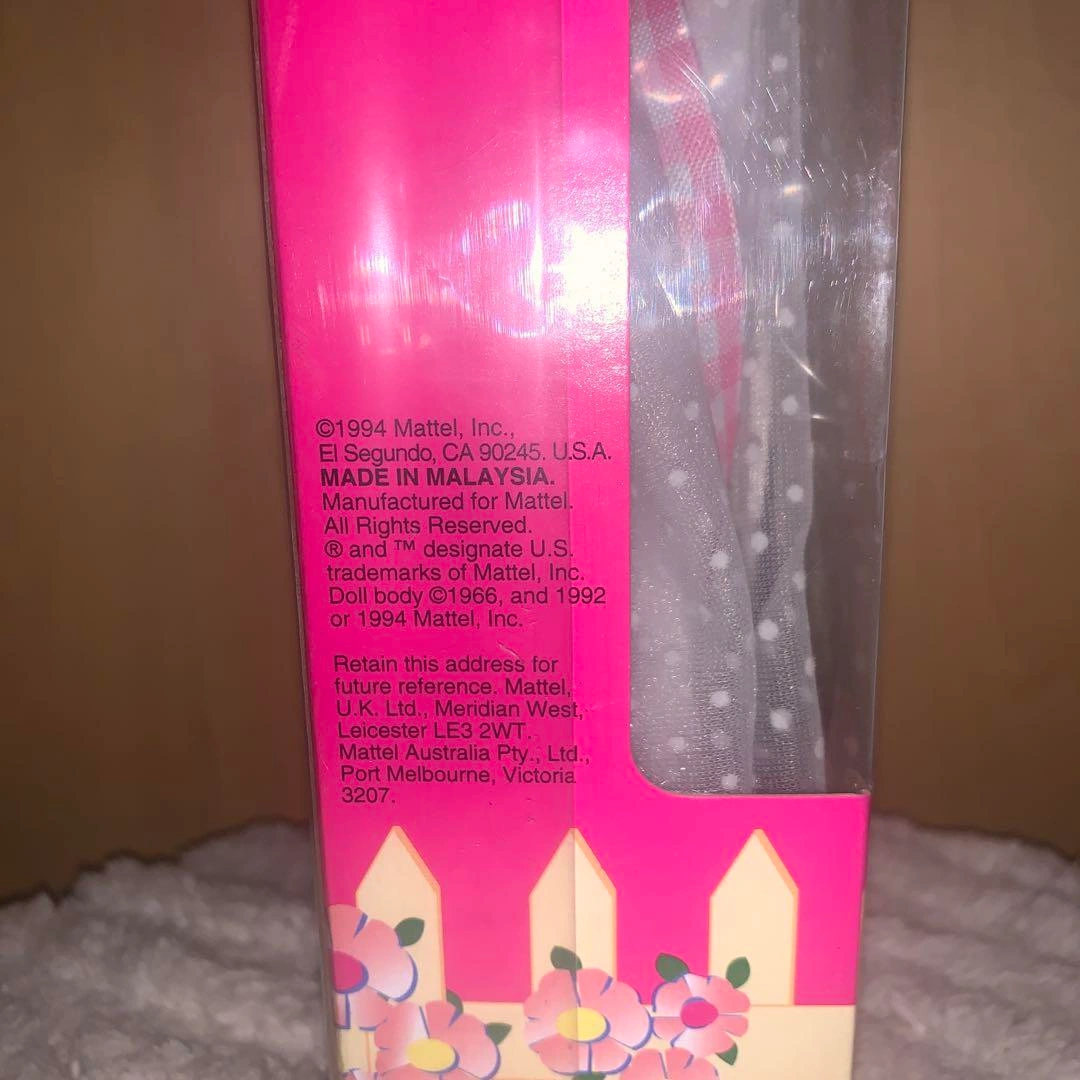 ©1994 Mattel, Inc.,
El Segundo, CA 90245. U.S.A.
MADE IN MALAYSIA.
Manufactured for Mattel.
All Rights Reserved.
® and ™ designate U.S.
trademarks of Mattel, Inc.
Doll body ©1966, and 1992
or 1994 Mattel, Inc.
Retain this address for
future reference. Mattel,
U.K. Ltd., Meridian West,
Leicester LE3 2WT.
Mattel Australia Pty., Ltd.,
Port Melbourne, Victoria
3207.